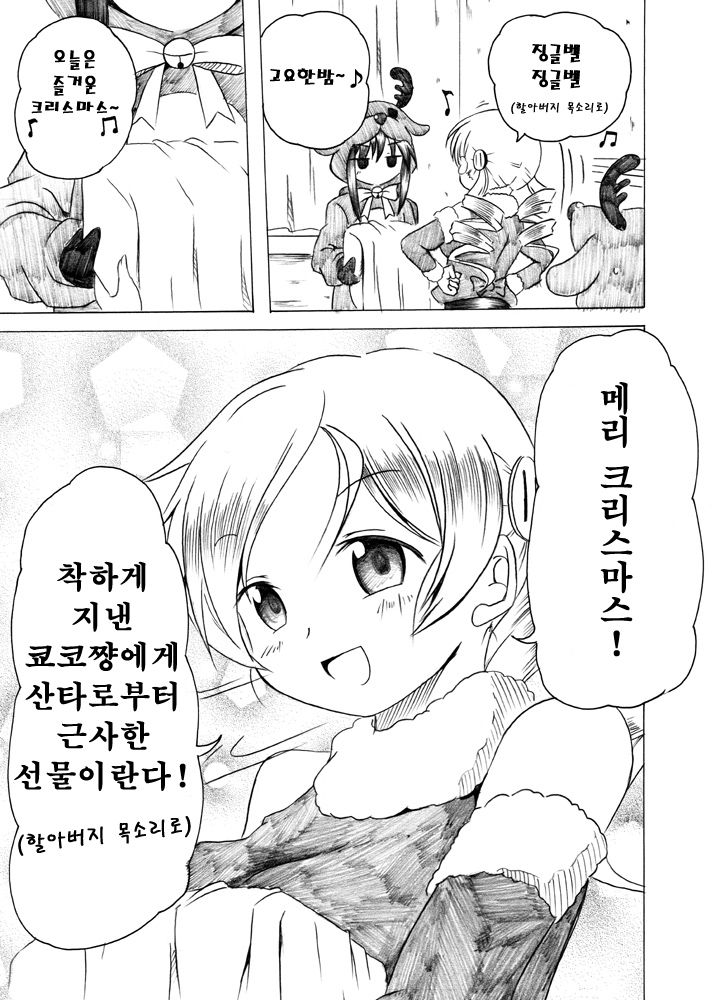 징글벨
징글벨
(할아버지 목소리로)
고요한밤~♪
오늘은
즐거운
크리스마스~
메리 크리스마스!
착하게
지낸
쿄코쨩에게
산타로부터
근사한
선물이란다!
(할아버지 목소리로)